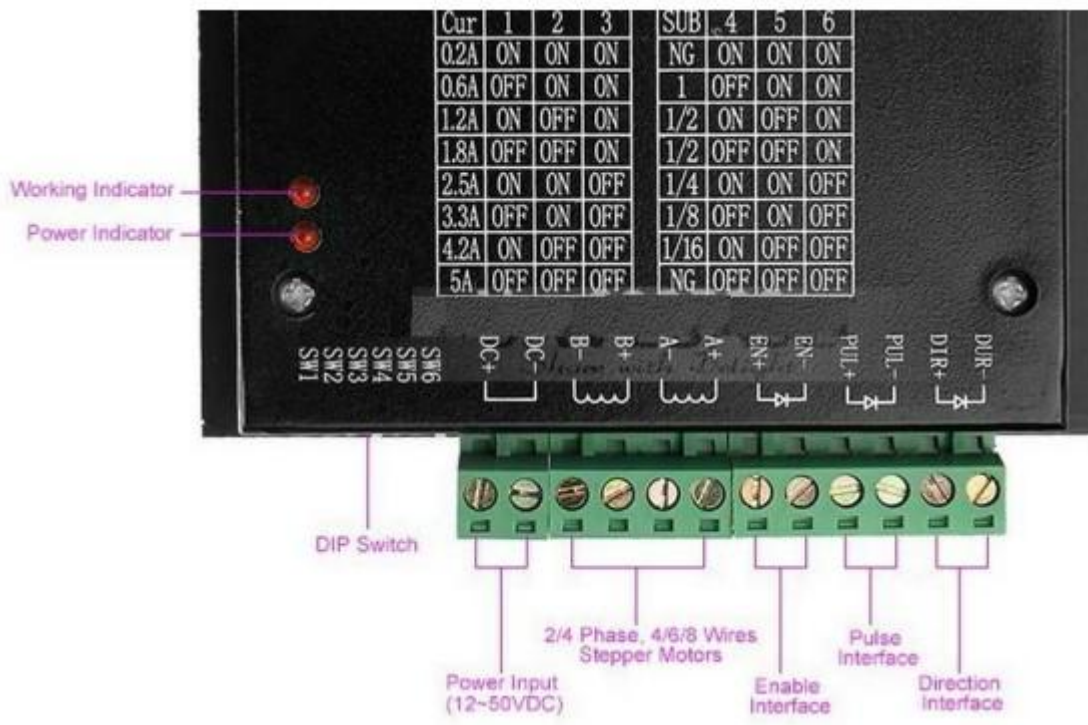 Cur 1 2 3 SUB 4 5 6
0.2A ON ON ON NG ON ON ON
0.6A OFF ON ON 1 OFF ON ON
1.2A ON OFF ON 1/2 ON OFF ON
1.8A OFF OFF ON 1/2 OFF OFF ON
2.5A ON ON OFF 1/4 ON ON OFF
3.3A OFF ON OFF 1/8 OFF ON OFF
4.2A ON OFF OFF 1/16 ON OFF OFF
5A OFF OFF OFF NG OFF OFF OFF
Working Indicator
Power Indicator
SW1 SW2 SW3 SW4 SW5 SW6 DC+ DC- B- B+ A- A+ EN+ EN- PUL+ PUL- DIR+ DUR-
Share with Delight
DIP Switch
2/4 Phase, 4/6/8 Wires
Stepper Motors
Pulse
Interface
Power Input
(12~50VDC)
Enable
Interface
Direction
Interface